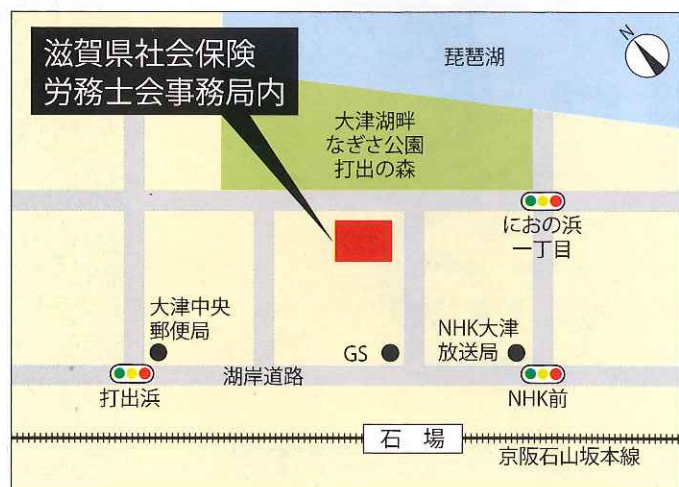 滋賀県社会保険
労務士会事務局内
琵琶湖
N
大津湖畔
なぎさ公園
打出の森
におの浜
一丁目
大津中央
郵便局
GS
NHK大津
放送局
打出浜
湖岸道路
NHK前
石場
京阪石山坂本線